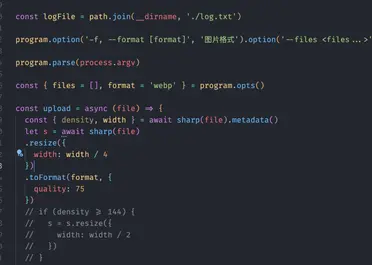 const logFile = path.join(__dirname, './log.txt')
program.option('-f, --format [format]', '图片格式').option('--files <files...>'
program.parse(process.argv)
const { files = [], format = 'webp' } = program.opts()
const upload = async (file) => {
const { density, width } = await sharp(file).metadata()
let s = await sharp(file)
.resize({
width: width / 4
})
.toFormat(format, {
quality: 75
})
// if (density ≥ 144) {
//   s = s.resize({
//     width: width / 2
//   })
// }